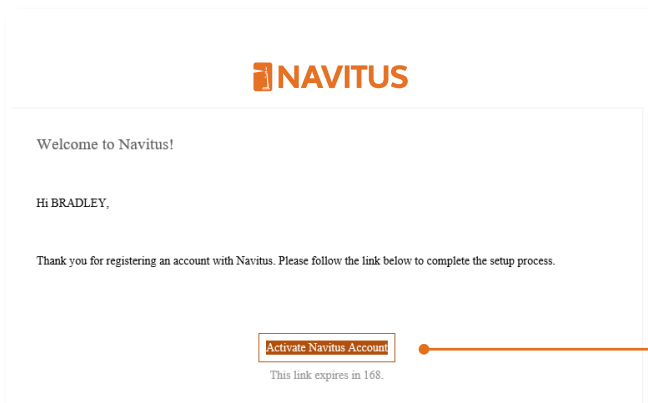 NAVITUS
Welcome to Navitus!
Hi BRADLEY,
Thank you for registering an account with Navitus. Please follow the link below to complete the setup process.
Activate Navitus Account
This link expires in 168.